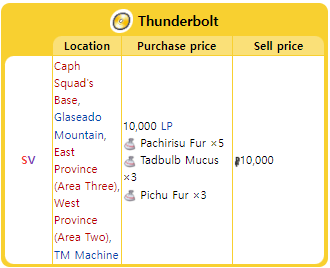 Thunderbolt
Location Purchase price Sell price
SV
Caph
Squad's
Base,
Glaseado
Mountain,
East
Province
(Area Three),
West
Province
(Area Two),
TM Machine
10,000 LP
Pachirisu Fur ×5
Tadbulb Mucus
×3
Pichu Fur ×3
10,000